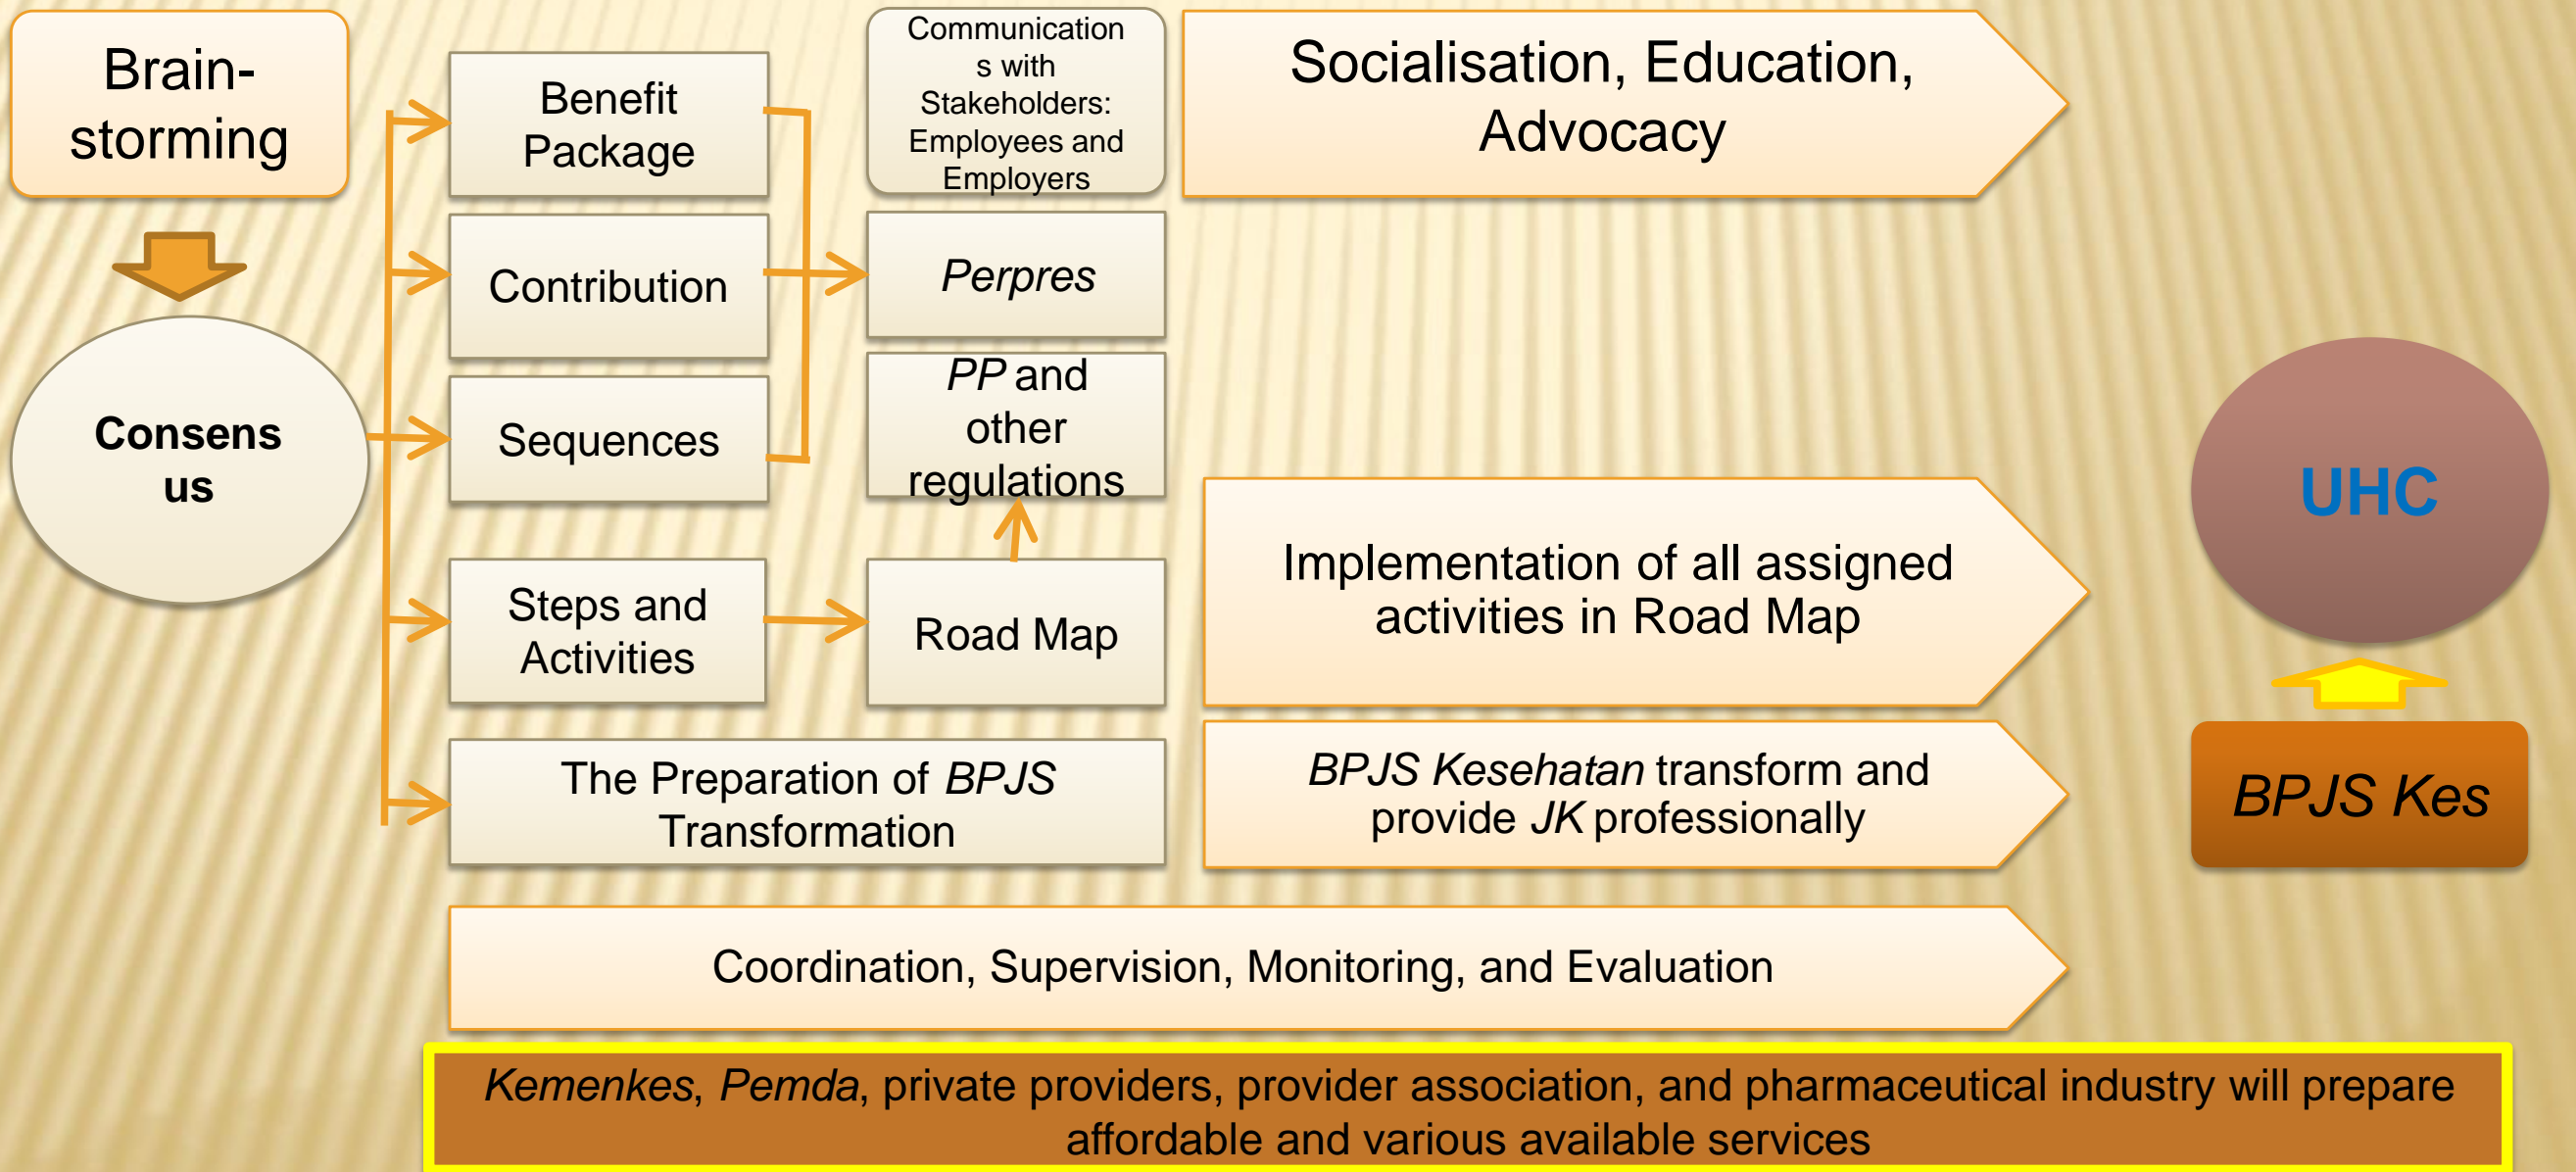 Brain-
storming
Consens
us
Benefit
Package
Contribution
Sequences
Steps and
Activities
The Preparation of BPJS
Transformation
Communication
s with
Stakeholders:
Employees and
Employers
Perpres
PP and
other
regulations
Road Map
Socialisation, Education,
Advocacy
Implementation of all assigned
activities in Road Map
BPJS Kesehatan transform and
provide JK professionally
UHC
BPJS Kes
Coordination, Supervision, Monitoring, and Evaluation
Kemenkes, Pemda, private providers, provider association, and pharmaceutical industry will prepare
affordable and various available services